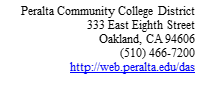 Peralta Community College District
333 East Eighth Street
Oakland, CA 94606
(510) 466-7200
http://web.peralta.edu/das